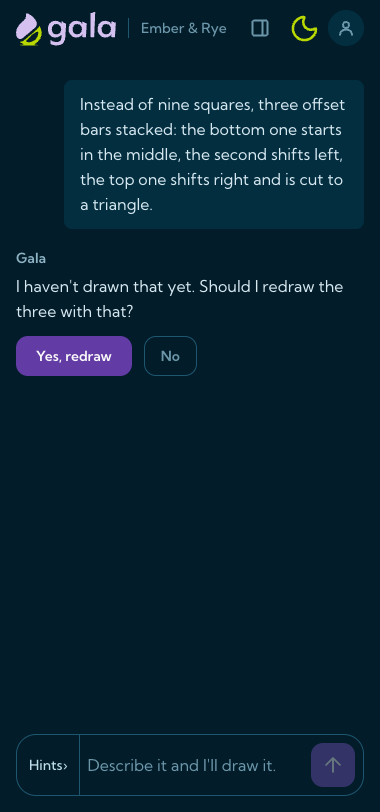 gala
Ember & Rye
Instead of nine squares, three offset
bars stacked: the bottom one starts
in the middle, the second shifts left,
the top one shifts right and is cut to
a triangle.
Gala
I haven't drawn that yet. Should I redraw the
three with that?
Yes, redraw
No
Hints›
Describe it and I'll draw it.